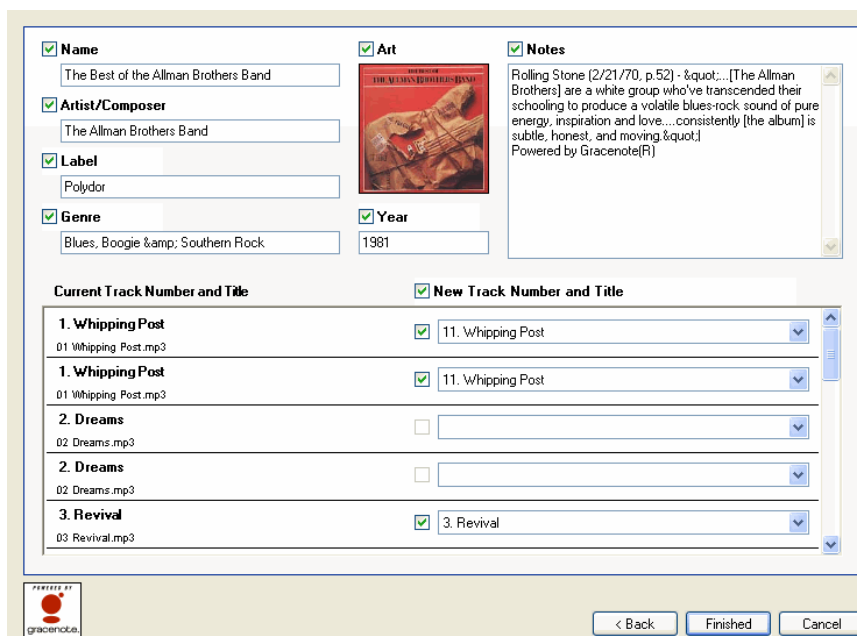 Name
The Best of the Allman Brothers Band
Artist/Composer
The Allman Brothers Band
Label
Polydor
Genre
Blues, Boogie &amp; Southern Rock
Art
THE BEST OF
THE ALLMAN BROTHERS BAND
Year
1981
Notes
Rolling Stone (2/21/70, p.52) - &quot;...[The Allman
Brothers] are a white group who've transcended their
schooling to produce a volatile blues-rock sound of pure
energy, inspiration and love....consistently [the album] is
subtle, honest, and moving.&quot;|
Powered by Gracenote(R)
Current Track Number and Title
New Track Number and Title
1. Whipping Post
01 Whipping Post.mp3
11. Whipping Post
1. Whipping Post
01 Whipping Post.mp3
11. Whipping Post
2. Dreams
02 Dreams.mp3
2. Dreams
02 Dreams.mp3
3. Revival
03 Revival.mp3
3. Revival
POWERED BY
gracenote.
< Back
Finished
Cancel